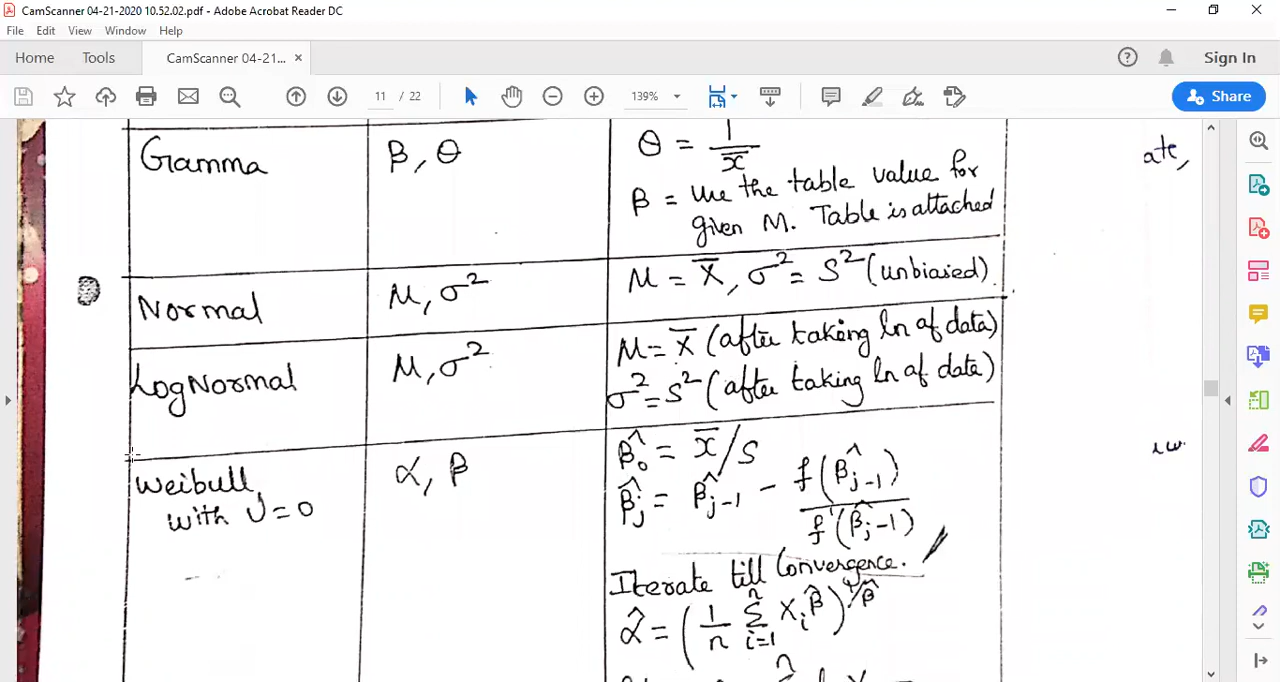 CamScanner 04-21-2020 10.52.02.pdf - Adobe Acrobat Reader DC
File Edit View Window Help
Home Tools CamScanner 04-21... × Sign In
11 / 22 139% Share
Gamma β, θ θ = 1/x̄
β = use the table value for
given M. Table is attached
ate,
Normal M, σ² M = X̄, σ² = S² (unbiased)
LogNormal M, σ² M = X̄ (after taking ln of data)
σ² = S² (after taking ln of data)
Weibull, α, β β̂₀ = x̄/S
with υ = 0 β̂ⱼ = β̂ⱼ₋₁ − f(β̂ⱼ₋₁) / f'(β̂ⱼ₋₁)
Iterate till Convergence.
α̂ = (1/n Σᵢ₌₁ⁿ Xᵢ^β̂)^(1/β̂)